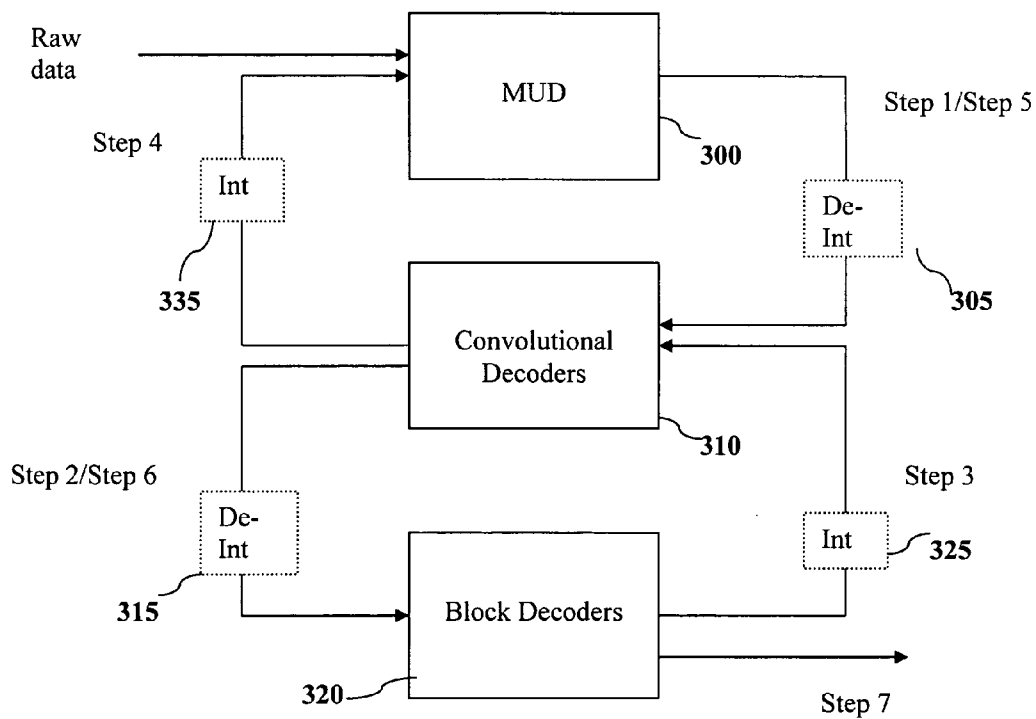 Raw
data
MUD
300
Step 1/Step 5
Step 4
Int
335
De-
Int
305
Convolutional
Decoders
310
Step 2/Step 6
De-
Int
315
Step 3
Int
325
Block Decoders
320
Step 7